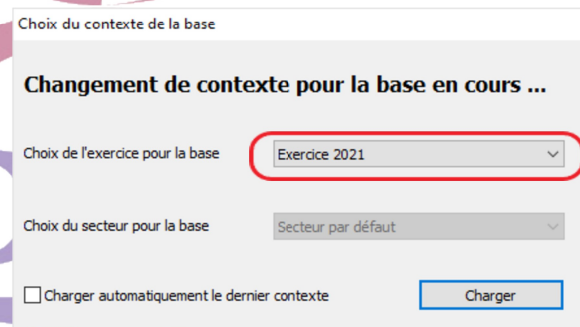 Choix du contexte de la base
Changement de contexte pour la base en cours ...
Choix de l'exercice pour la base Exercice 2021
Choix du secteur pour la base Secteur par défaut
Charger automatiquement le dernier contexte Charger